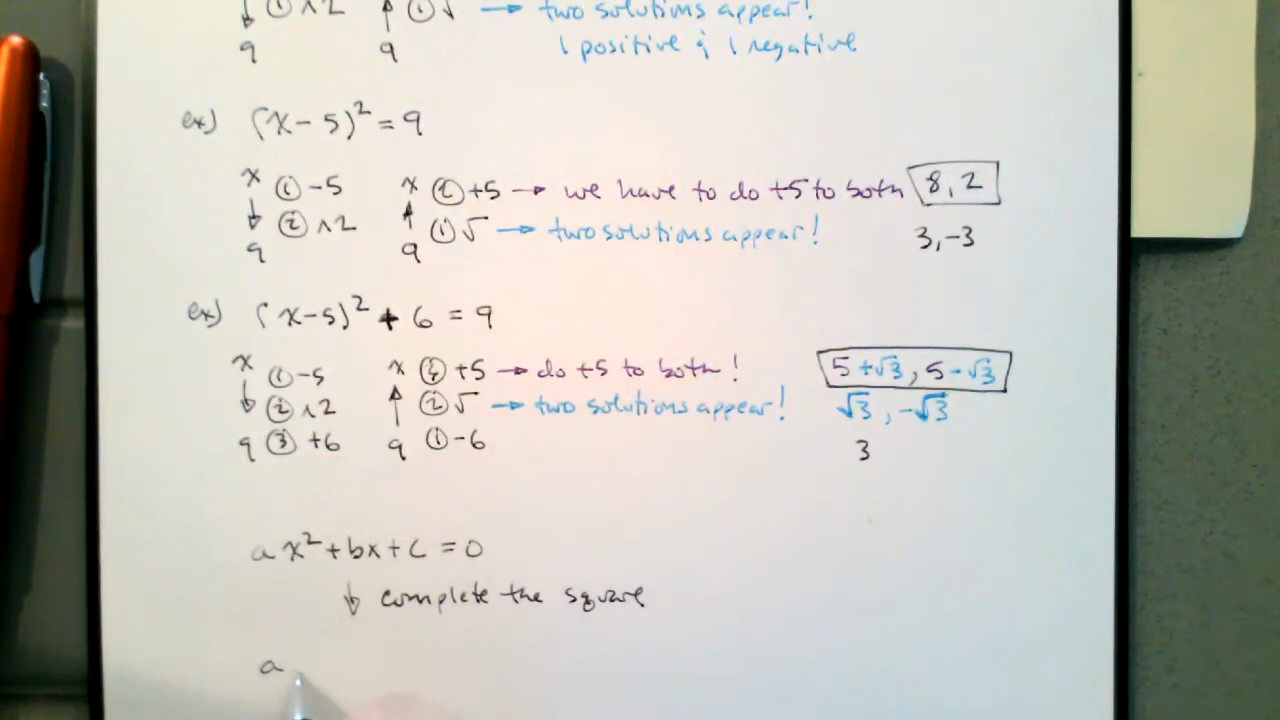 ① ^2 ① √ → two solutions appear!
9 9 1 positive & 1 negative
ex) (x-5)² = 9
x ① -5 x ② +5 → we have to do +5 to both 8, 2
↓ ② ^2 ↑ ① √ → two solutions appear! 3, -3
9 9
ex) (x-5)² + 6 = 9
x ① -5 x ③ +5 → do +5 to both! 5+√3, 5-√3
↓ ② ^2 ↑ ② √ → two solutions appear! √3, -√3
9 ③ +6 9 ① -6 3
ax² + bx + c = 0
↓ complete the square
a